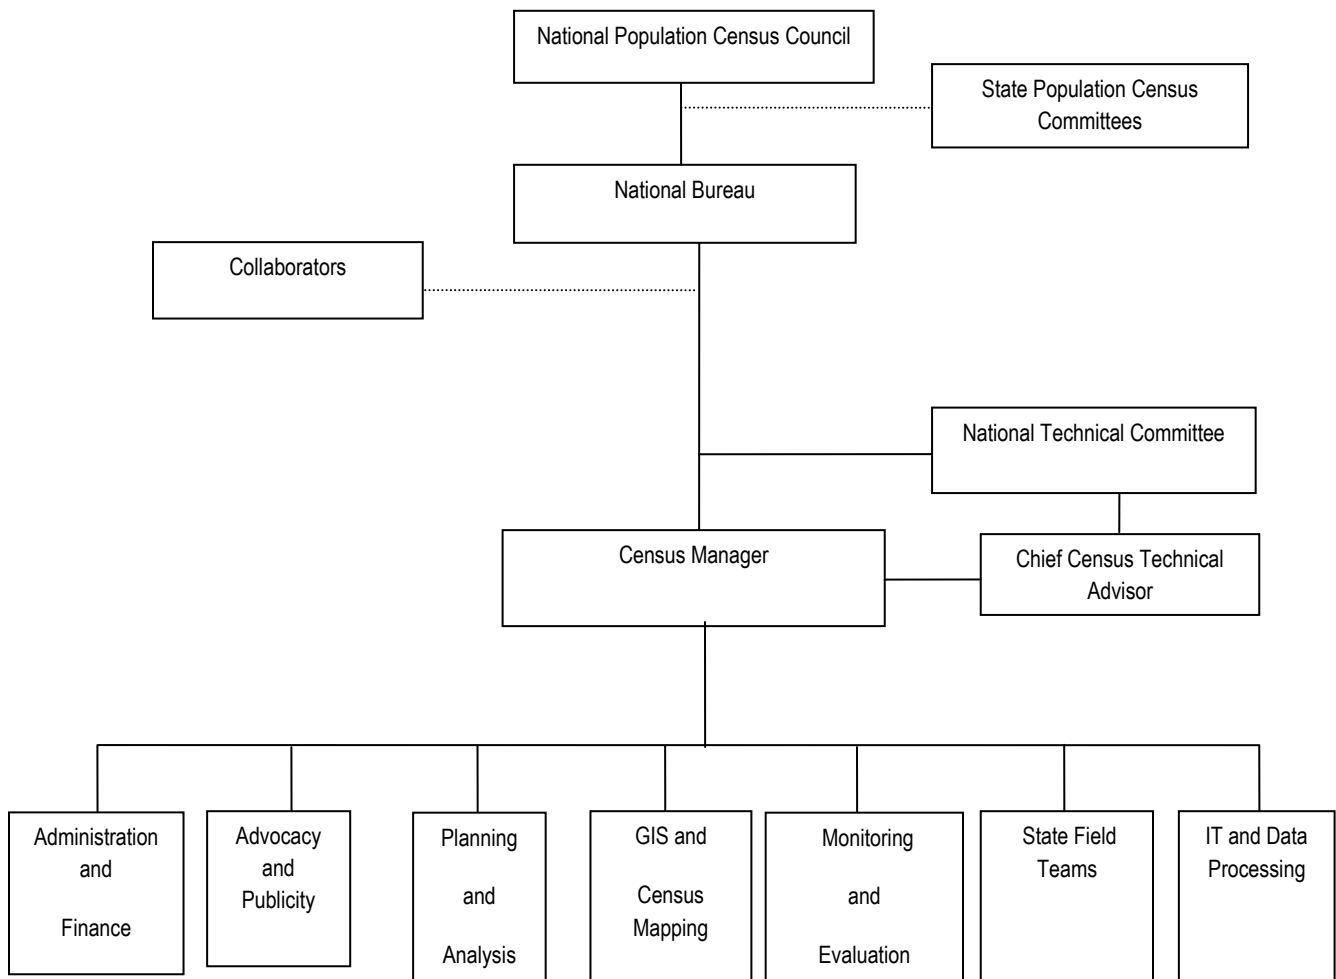 National Population Census Council
State Population Census
Committees
National Bureau
Collaborators
National Technical Committee
Census Manager
Chief Census Technical
Advisor
Administration
and
Finance
Advocacy
and
Publicity
Planning
and
Analysis
GIS and
Census
Mapping
Monitoring
and
Evaluation
State Field
Teams
IT and Data
Processing